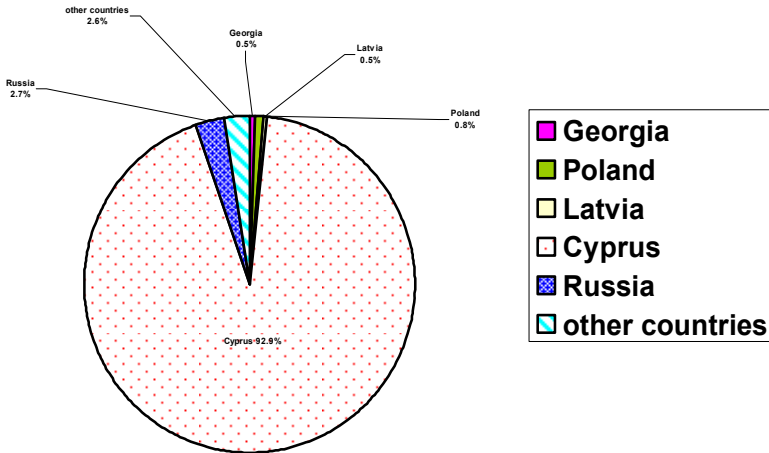 other countries
2.6%
Georgia
0.5%
Latvia
0.5%
Russia
2.7%
Poland
0.8%
Cyprus 92.9%
Georgia
Poland
Latvia
Cyprus
Russia
other countries